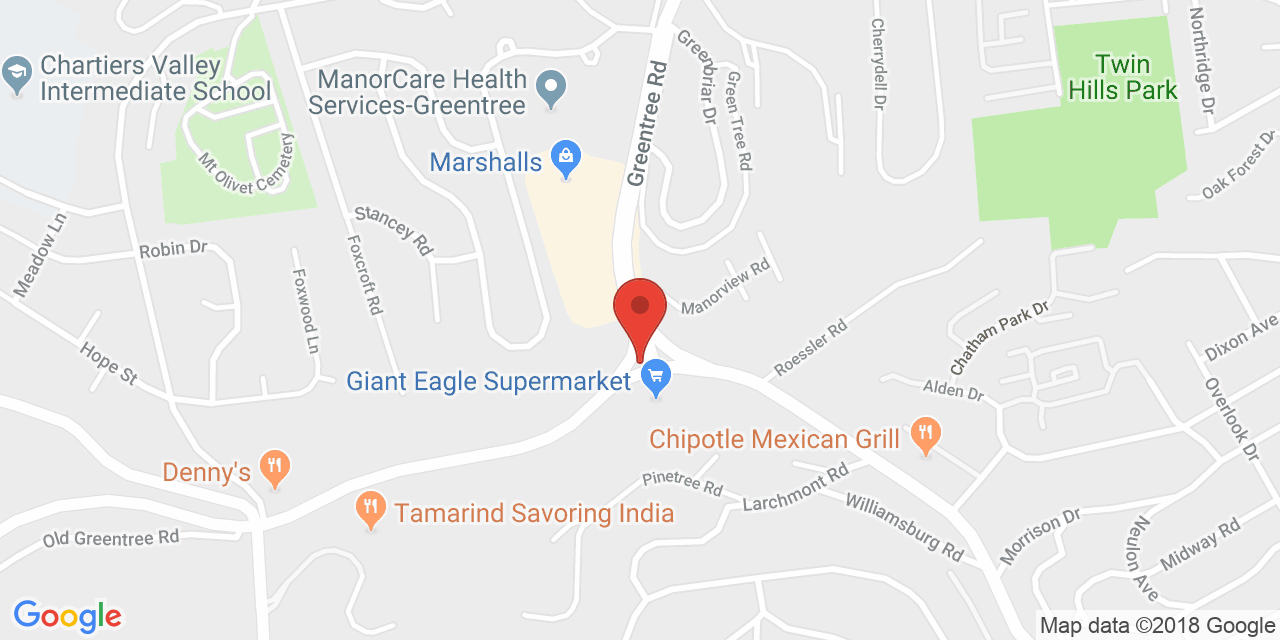 Chartiers Valley
Intermediate School
ManorCare Health
Services-Greentree
Greentree Rd
Greenbriar Dr
Green Tree Rd
Cherrydell Dr
Twin
Hills Park
Northridge Dr
Marshalls
Mt Olivet Cemetery
Oak Forest Dr
Meadow Ln
Robin Dr
Stancey Rd
Foxcroft Rd
Foxwood Ln
Manorview Rd
Roessler Rd
Chatham Park Dr
Dixon Ave
Hope St
Giant Eagle Supermarket
Alden Dr
Overlook Dr
Chipotle Mexican Grill
Denny's
Pinetree Rd
Larchmont Rd
Tamarind Savoring India
Williamsburg Rd
Morrison Dr
Neulon Ave
Midway Rd
Old Greentree Rd
Google
Map data ©2018 Google